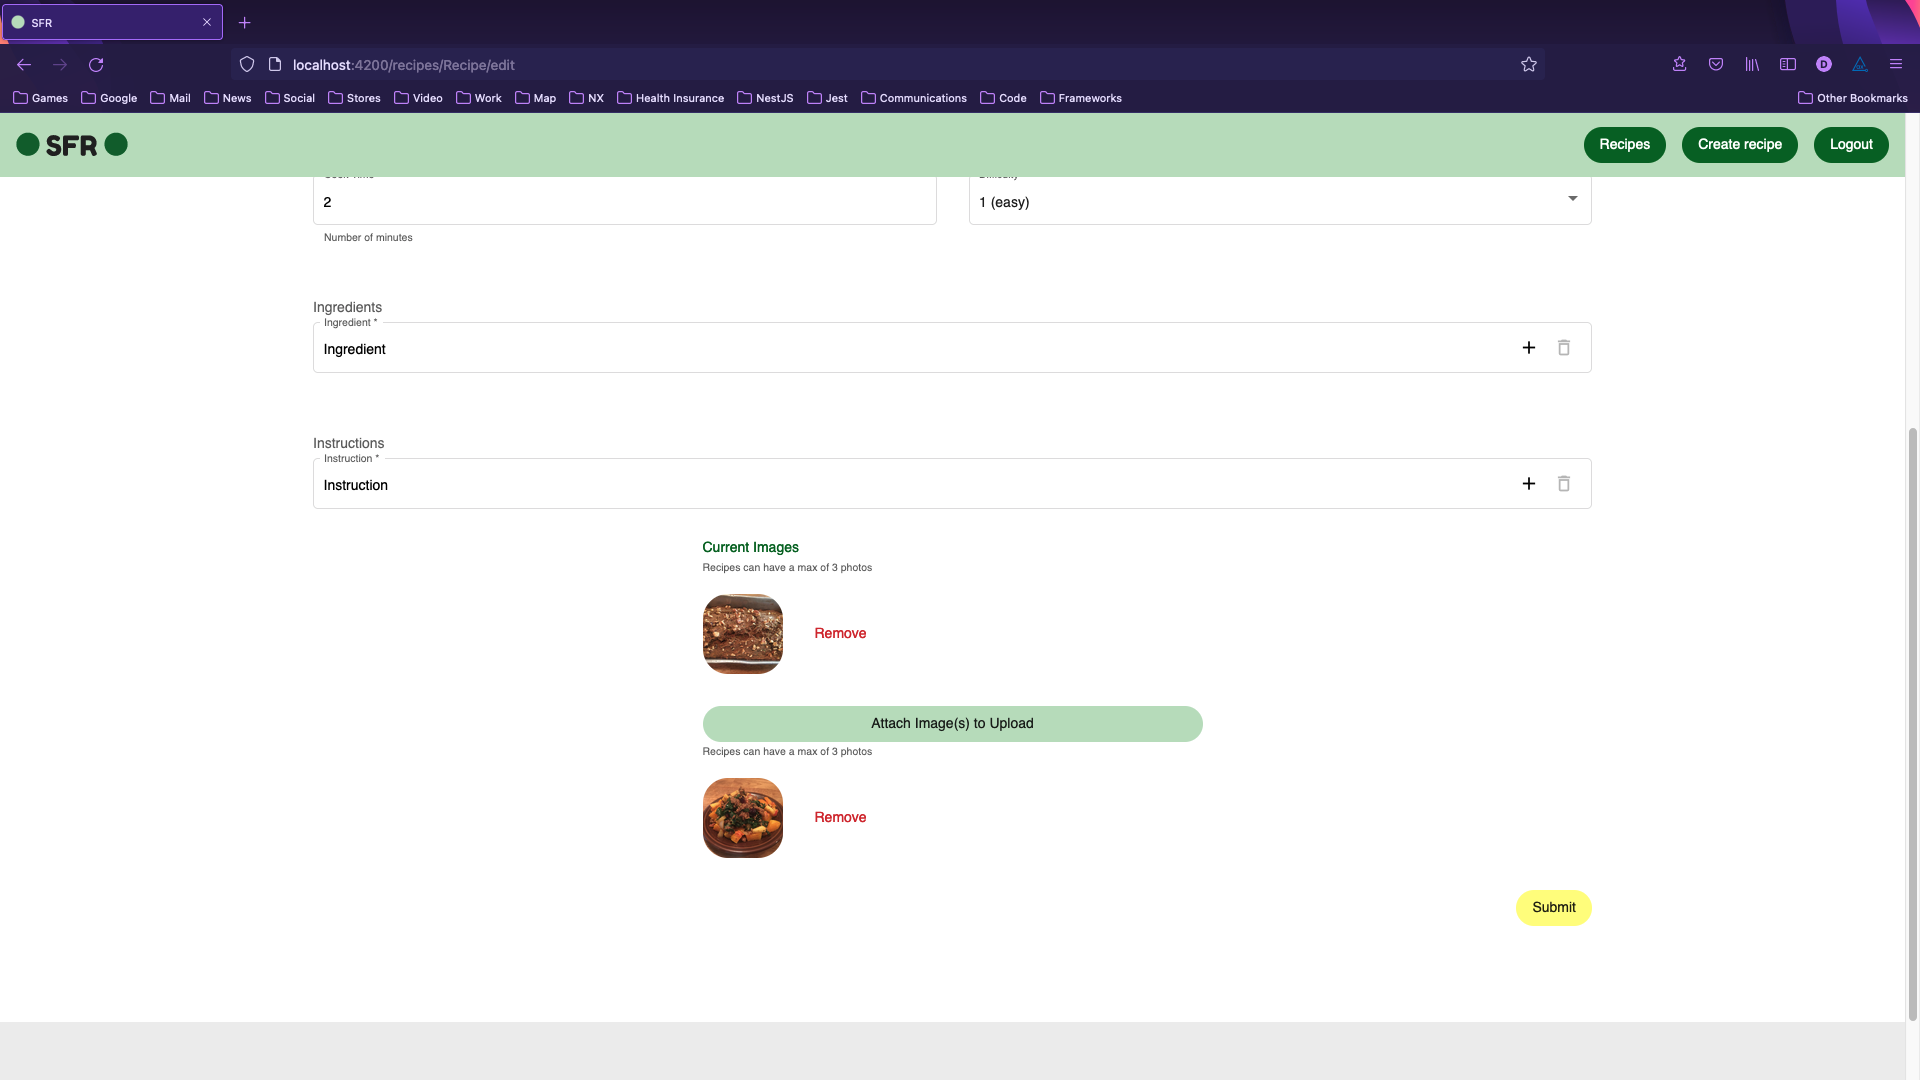 SFR
localhost:4200/recipes/Recipe/edit
D
Games Google Mail News Social Stores Video Work Map NX Health Insurance NestJS Jest Communications Code Frameworks Other Bookmarks
SFR Recipes Create recipe Logout
2 1 (easy)
Number of minutes
Ingredients
Ingredient *
Ingredient
Instructions
Instruction *
Instruction
Current Images
Recipes can have a max of 3 photos
Remove
Attach Image(s) to Upload
Recipes can have a max of 3 photos
Remove
Submit